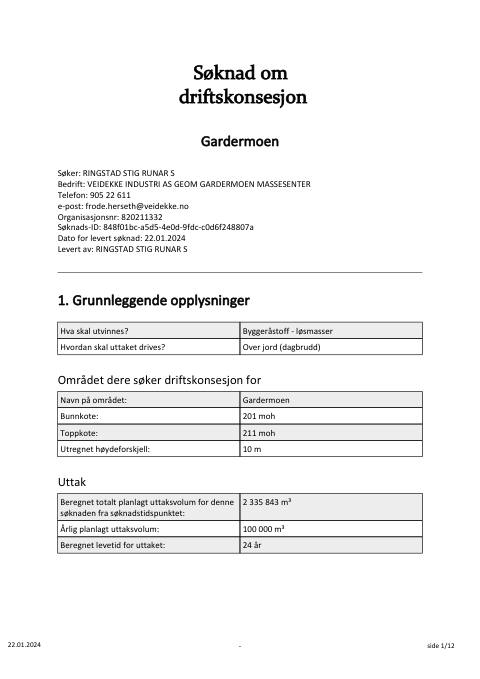 Søknad om
driftskonsesjon
Gardermoen
Søker: RINGSTAD STIG RUNAR S
Bedrift: VEIDEKKE INDUSTRI AS GEOM GARDERMOEN MASSESENTER
Telefon: 905 22 611
e-post: frode.herseth@veidekke.no
Organisasjonsnr: 820211332
Søknads-ID: 848f01bc-a5d5-4e0d-9fdc-c0d6f248807a
Dato for levert søknad: 22.01.2024
Levert av: RINGSTAD STIG RUNAR S
1. Grunnleggende opplysninger
Hva skal utvinnes? Byggeråstoff - løsmasser
Hvordan skal uttaket drives? Over jord (dagbrudd)
Området dere søker driftskonsesjon for
Navn på området: Gardermoen
Bunnkote: 201 moh
Toppkote: 211 moh
Utregnet høydeforskjell: 10 m
Uttak
Beregnet totalt planlagt uttaksvolum for denne 2 335 843 m³
søknaden fra søknadstidspunktet:
Årlig planlagt uttaksvolum: 100 000 m³
Beregnet levetid for uttaket: 24 år
22.01.2024 - side 1/12